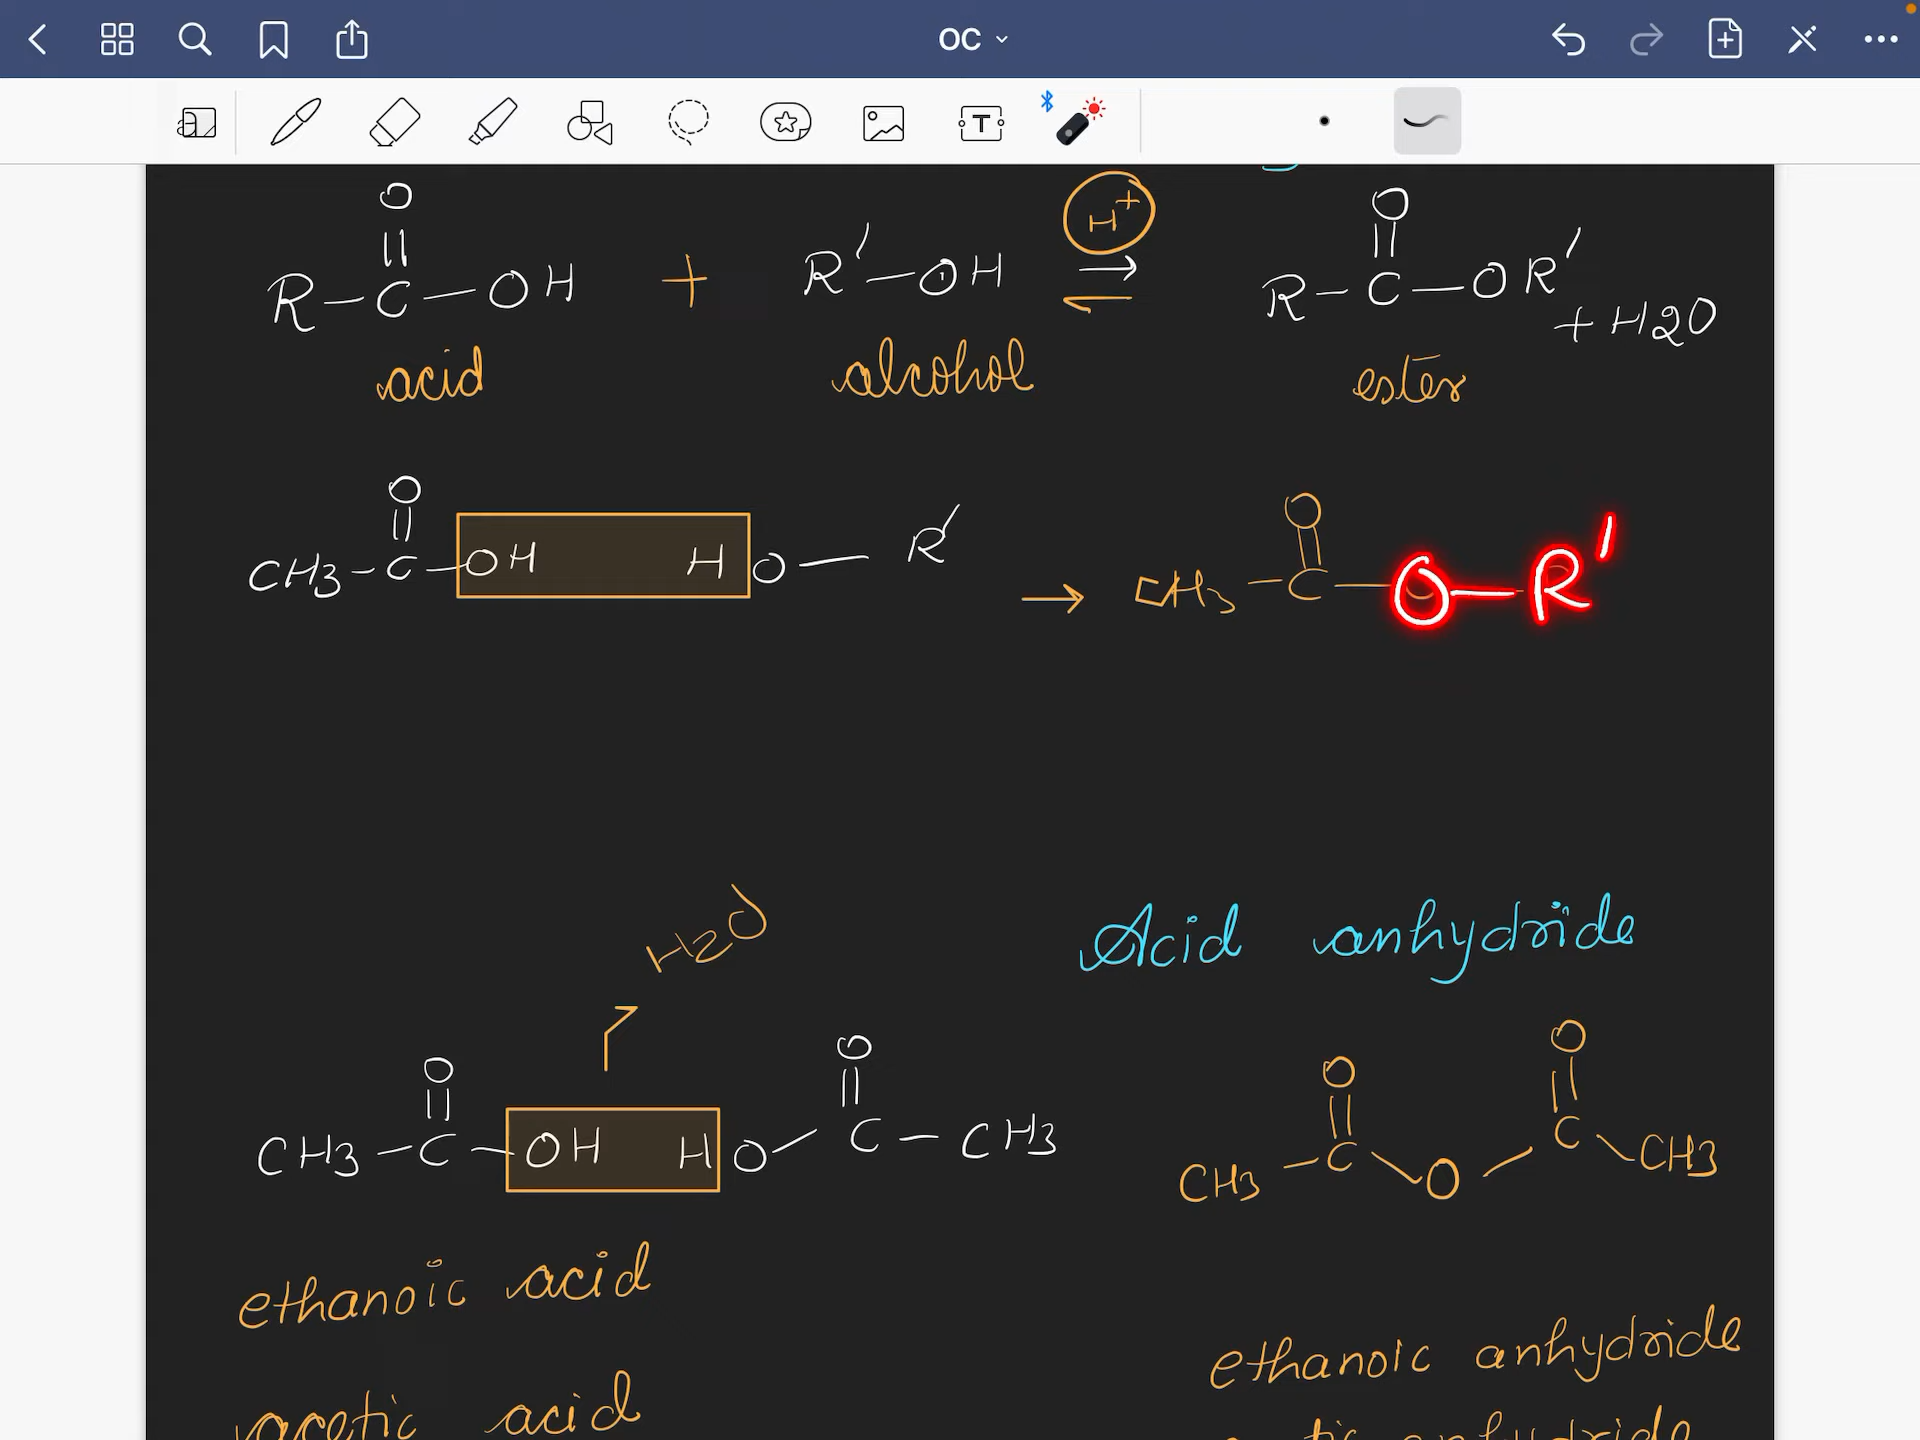 OC
O
||
R-C-OH + R'-OH H+ ⇌ R-C-OR' + H2O
O
||
acid alcohol ester
O
||
CH3-C-OH HO-R' → CH3-C-O-R'
O
||
H2O
Acid anhydride
O O
|| ||
CH3-C-OH HO-C-CH3
O O
|| ||
CH3-C-O-C-CH3
ethanoic acid
ethanoic anhydride
acetic acid
anhydride